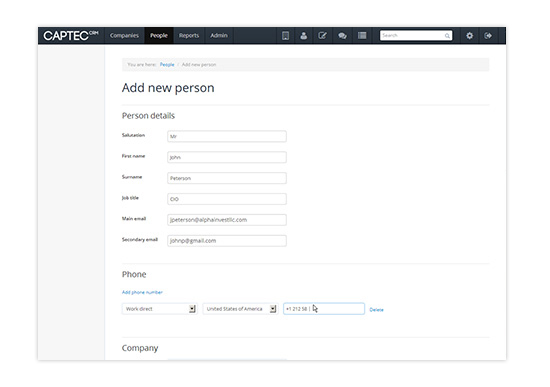 CAPTEC CRM Companies People Reports Admin Search
You are here: People / Add new person
Add new person
Person details
Salutation Mr
First name John
Surname Peterson
Job title CIO
Main email jpeterson@alphainvestllc.com
Secondary email johnp@gmail.com
Phone
Add phone number
Work direct United States of America +1 212 58 Delete
Company